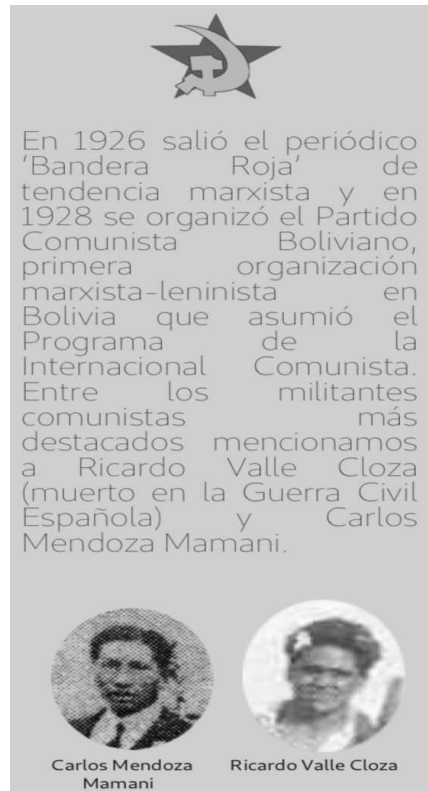 En 1926 salió el periódico
‘Bandera Roja’ de
tendencia marxista y en
1928 se organizó el Partido
Comunista Boliviano,
primera organización
marxista-leninista en
Bolivia que asumió el
Programa de la
Internacional Comunista.
Entre los militantes
comunistas más
destacados mencionamos
a Ricardo Valle Cloza
(muerto en la Guerra Civil
Española) y Carlos
Mendoza Mamani.
Carlos Mendoza
Mamani
Ricardo Valle Cloza